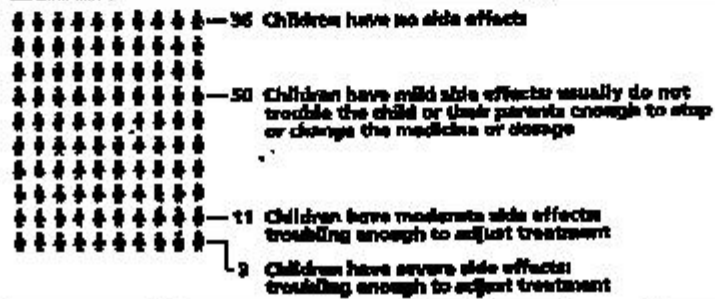 36 Children have no side effects
50 Children have mild side effects: usually do not
trouble the child or their parents enough to stop
or change the medicine or dosage
11 Children have moderate side effects:
troubling enough to adjust treatment
3 Children have severe side effects:
troubling enough to adjust treatment